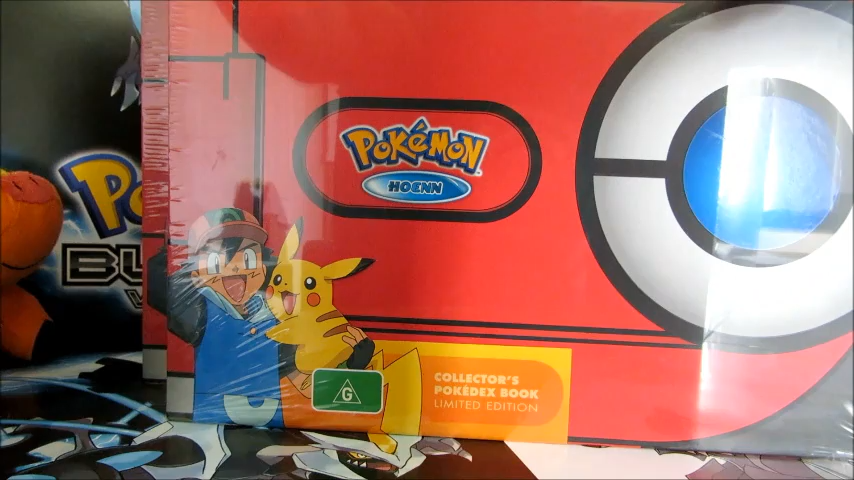 POKéMON
HOENN
G
COLLECTOR'S
POKÉDEX BOOK
LIMITED EDITION